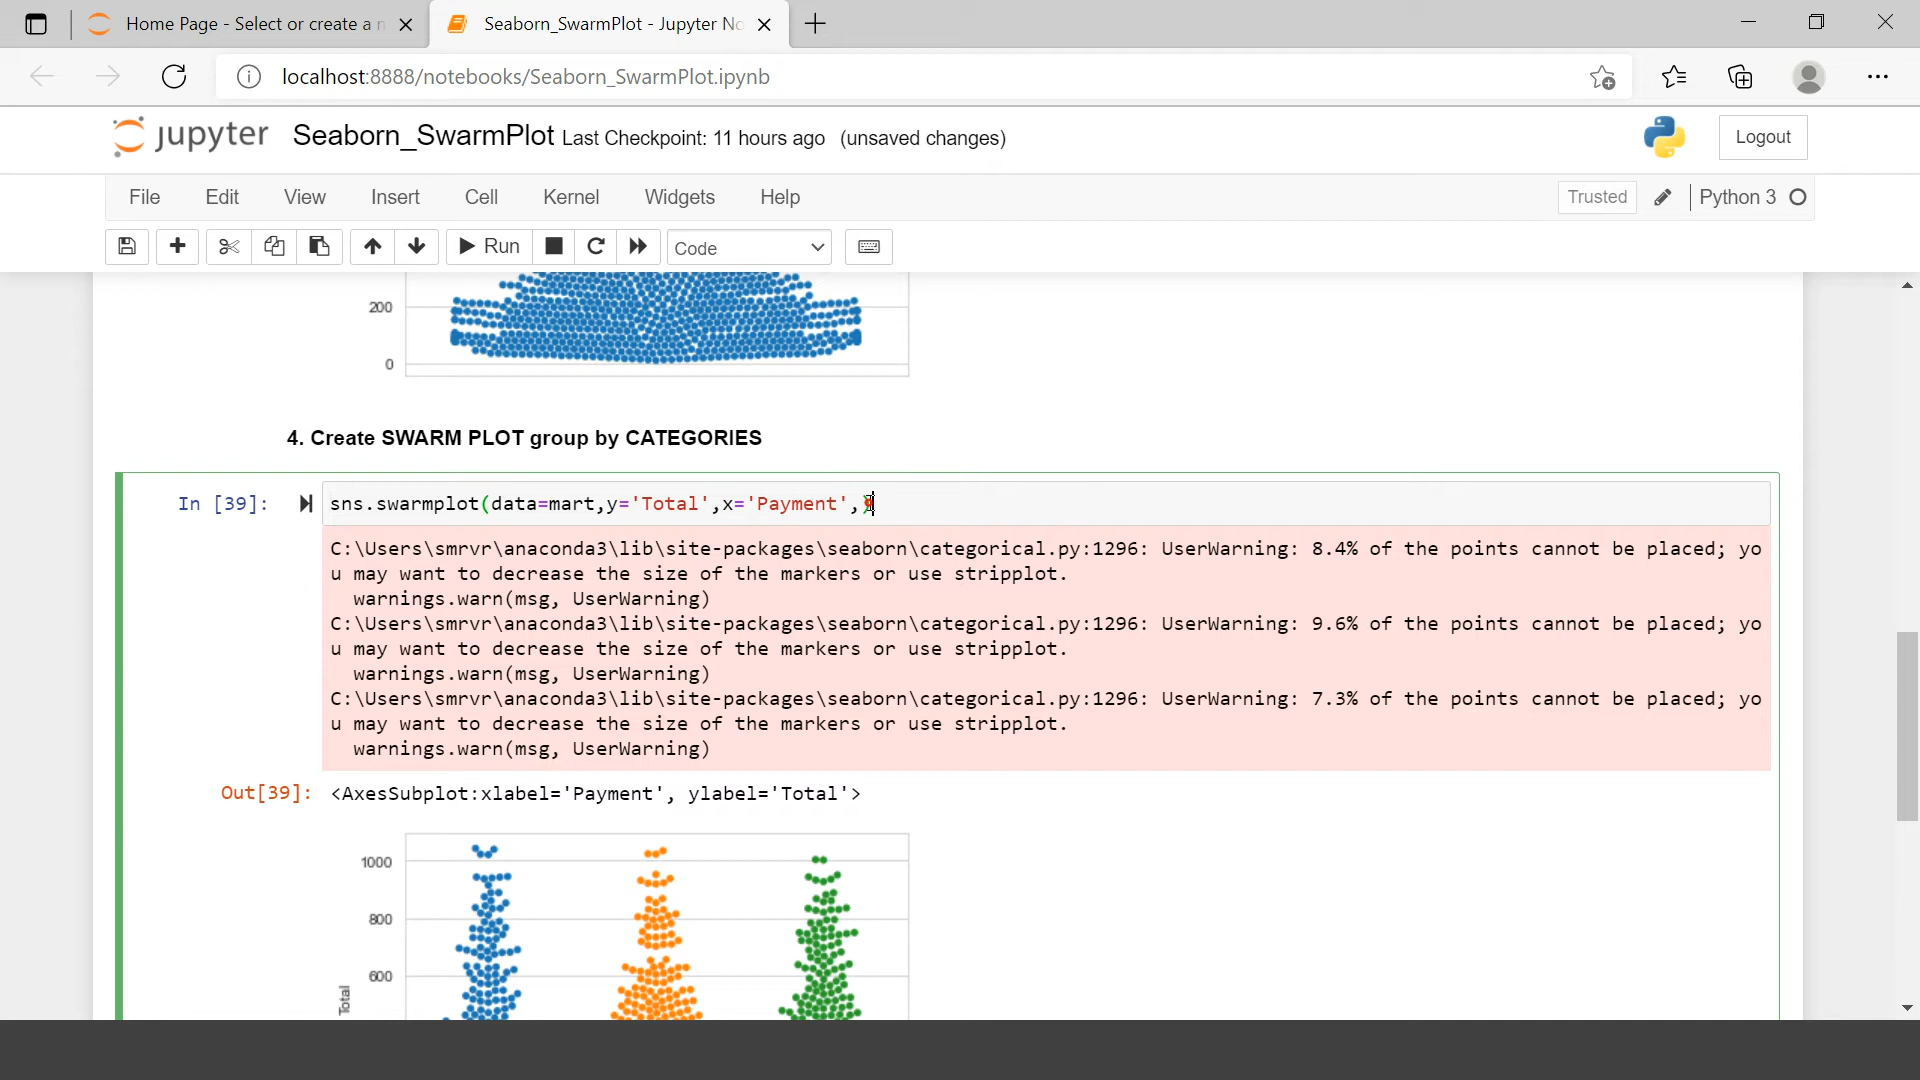 Home Page - Select or create a n
Seaborn_SwarmPlot - Jupyter No
localhost:8888/notebooks/Seaborn_SwarmPlot.ipynb
jupyter Seaborn_SwarmPlot Last Checkpoint: 11 hours ago (unsaved changes)
Logout
File Edit View Insert Cell Kernel Widgets Help
Trusted Python 3
Run Code
200
0
4. Create SWARM PLOT group by CATEGORIES
In [39]: sns.swarmplot(data=mart,y='Total',x='Payment',)
C:\Users\smrvr\anaconda3\lib\site-packages\seaborn\categorical.py:1296: UserWarning: 8.4% of the points cannot be placed; yo
u may want to decrease the size of the markers or use stripplot.
warnings.warn(msg, UserWarning)
C:\Users\smrvr\anaconda3\lib\site-packages\seaborn\categorical.py:1296: UserWarning: 9.6% of the points cannot be placed; yo
u may want to decrease the size of the markers or use stripplot.
warnings.warn(msg, UserWarning)
C:\Users\smrvr\anaconda3\lib\site-packages\seaborn\categorical.py:1296: UserWarning: 7.3% of the points cannot be placed; yo
u may want to decrease the size of the markers or use stripplot.
warnings.warn(msg, UserWarning)
Out[39]: <AxesSubplot:xlabel='Payment', ylabel='Total'>
1000
800
600
Total